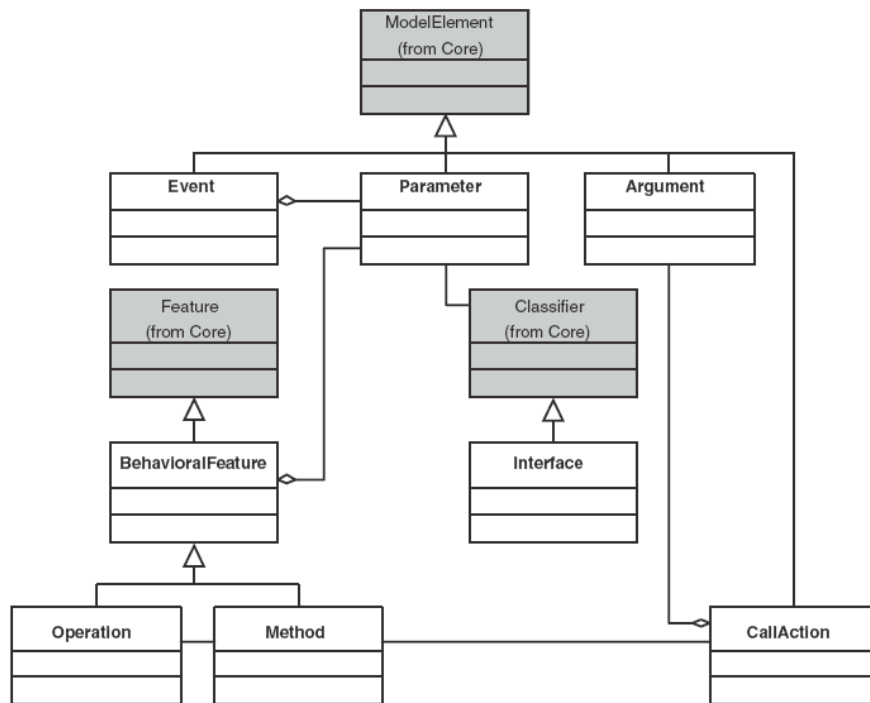 ModelElement
(from Core)
Event
Parameter
Argument
Feature
(from Core)
Classifier
(from Core)
BehavioralFeature
Interface
Operation
Method
CallAction